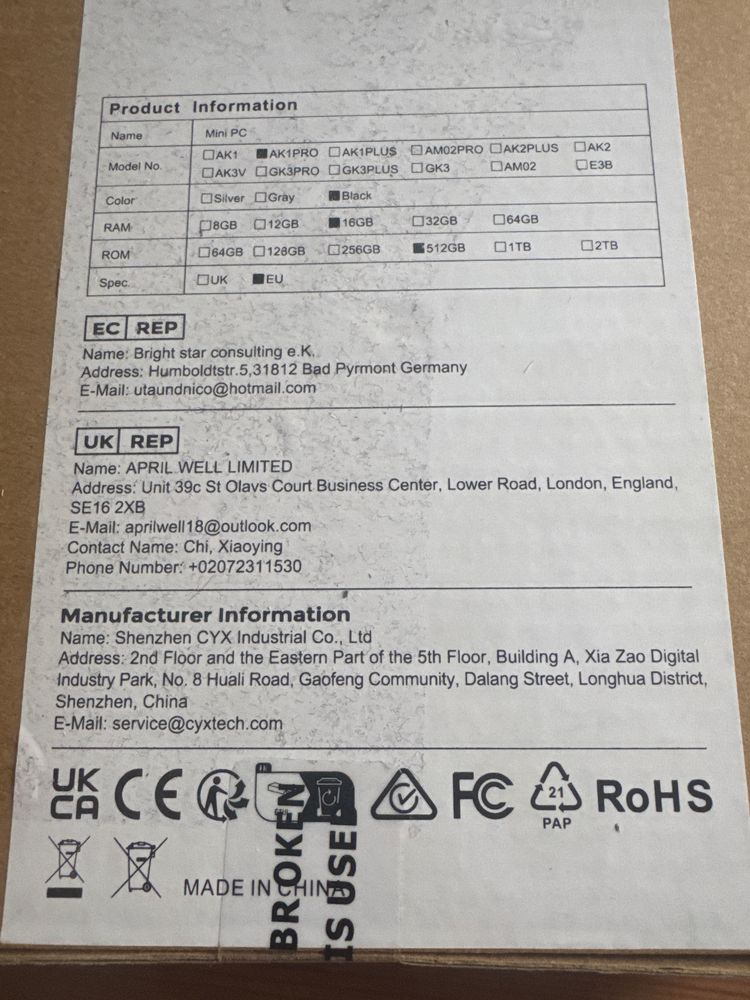 Product Information
Name Mini PC
Model No. ☐AK1 ■AK1PRO ☐AK1PLUS ☐AM02PRO ☐AK2PLUS ☐AK2
☐AK3V ☐GK3PRO ☐GK3PLUS ☐GK3 ☐AM02 ☐E3B
Color ☐Silver ☐Gray ■Black
RAM ☐8GB ☐12GB ■16GB ☐32GB ☐64GB
ROM ☐64GB ☐128GB ☐256GB ■512GB ☐1TB ☐2TB
Spec. ☐UK ■EU
EC REP
Name: Bright star consulting e.K.
Address: Humboldtstr.5,31812 Bad Pyrmont Germany
E-Mail: utaundnico@hotmail.com
UK REP
Name: APRIL WELL LIMITED
Address: Unit 39c St Olavs Court Business Center, Lower Road, London, England,
SE16 2XB
E-Mail: aprilwell18@outlook.com
Contact Name: Chi, Xiaoying
Phone Number: +02072311530
Manufacturer Information
Name: Shenzhen CYX Industrial Co., Ltd
Address: 2nd Floor and the Eastern Part of the 5th Floor, Building A, Xia Zao Digital
Industry Park, No. 8 Huali Road, Gaofeng Community, Dalang Street, Longhua District,
Shenzhen, China
E-Mail: service@cyxtech.com
UK
CA CE FC 21 PAP RoHS
MADE IN CHINA
BROKEN
IS USED